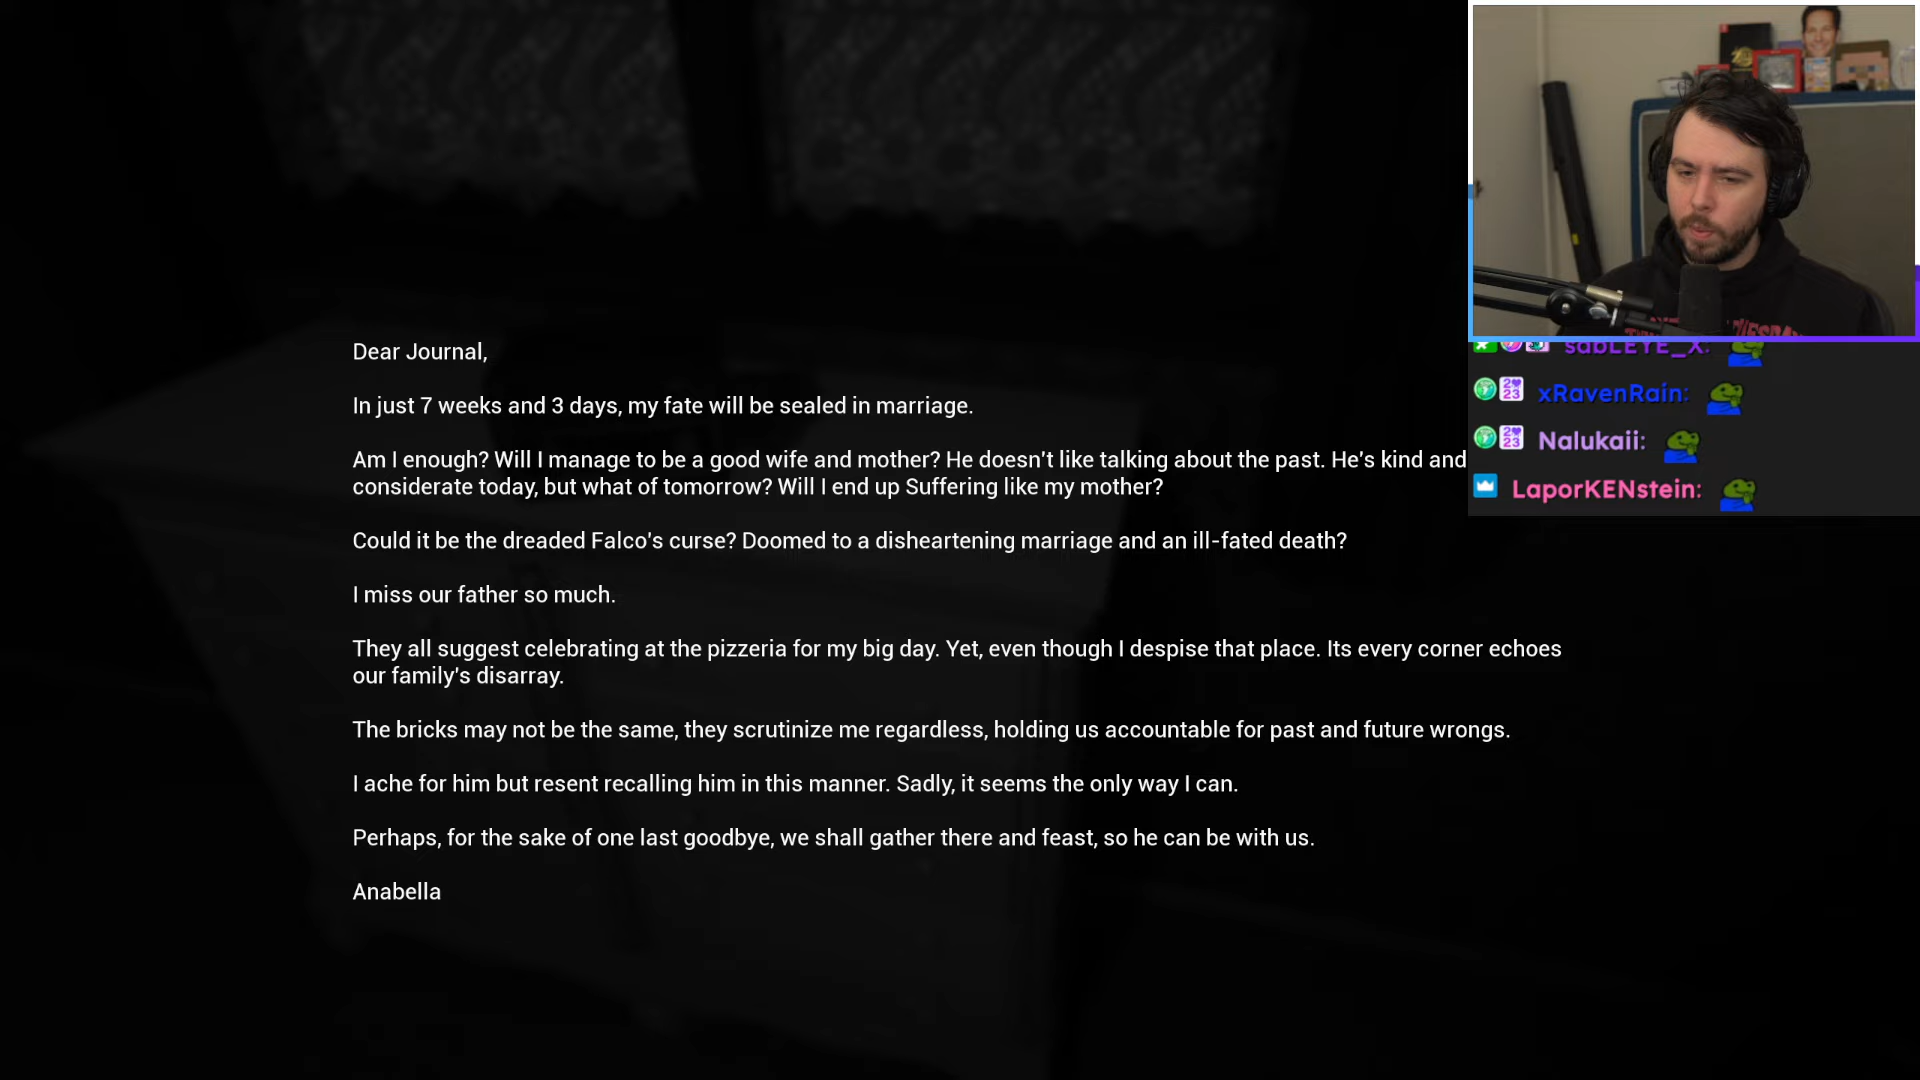 Dear Journal,
In just 7 weeks and 3 days, my fate will be sealed in marriage.
Am I enough? Will I manage to be a good wife and mother? He doesn't like talking about the past. He's kind and
considerate today, but what of tomorrow? Will I end up Suffering like my mother?
Could it be the dreaded Falco's curse? Doomed to a disheartening marriage and an ill-fated death?
I miss our father so much.
They all suggest celebrating at the pizzeria for my big day. Yet, even though I despise that place. Its every corner echoes
our family's disarray.
The bricks may not be the same, they scrutinize me regardless, holding us accountable for past and future wrongs.
I ache for him but resent recalling him in this manner. Sadly, it seems the only way I can.
Perhaps, for the sake of one last goodbye, we shall gather there and feast, so he can be with us.
Anabella
sabLEYE_X:
2 23 xRavenRain:
2 23 Nalukaii:
LaporKENstein: